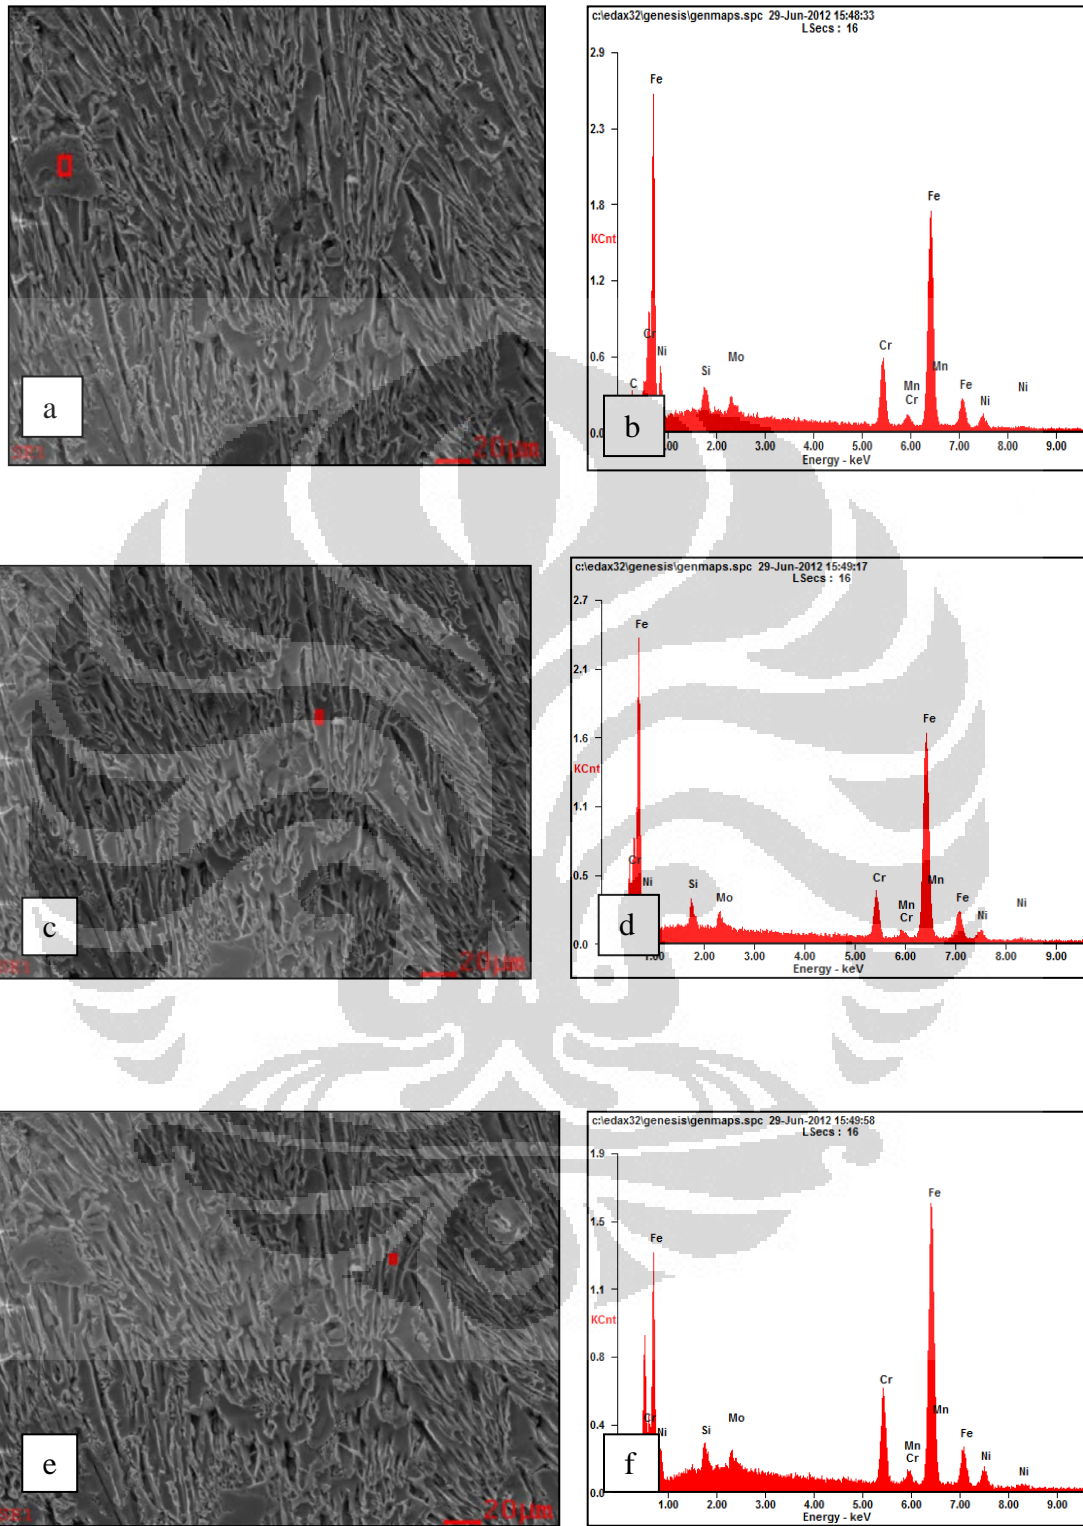 c:\edax32\genesis\genmaps.spc 29-Jun-2012 15:48:33
LSecs : 16
2.9
2.3
1.8
KCnt
1.2
0.6
0.0
Fe
Cr
Ni
C
Si
Mo
Cr
Mn
Cr
Fe
Mn
Fe
Ni
Ni
1.00 2.00 3.00 4.00 5.00 6.00 7.00 8.00 9.00
Energy - keV
a
20µm
b
c:\edax32\genesis\genmaps.spc 29-Jun-2012 15:49:17
LSecs : 16
2.7
2.1
1.6
KCnt
1.1
0.5
0.0
Fe
Cr
Ni
Si
Mo
Cr
Mn
Cr
Fe
Mn
Fe
Ni
Ni
1.00 2.00 3.00 4.00 5.00 6.00 7.00 8.00 9.00
Energy - keV
c
20µm
d
c:\edax32\genesis\genmaps.spc 29-Jun-2012 15:49:58
LSecs : 16
1.9
1.5
1.1
KCnt
0.8
0.4
0.0
Fe
Cr
Ni
Si
Mo
Cr
Mn
Cr
Fe
Mn
Fe
Ni
Ni
1.00 2.00 3.00 4.00 5.00 6.00 7.00 8.00 9.00
Energy - keV
e
20µm
f